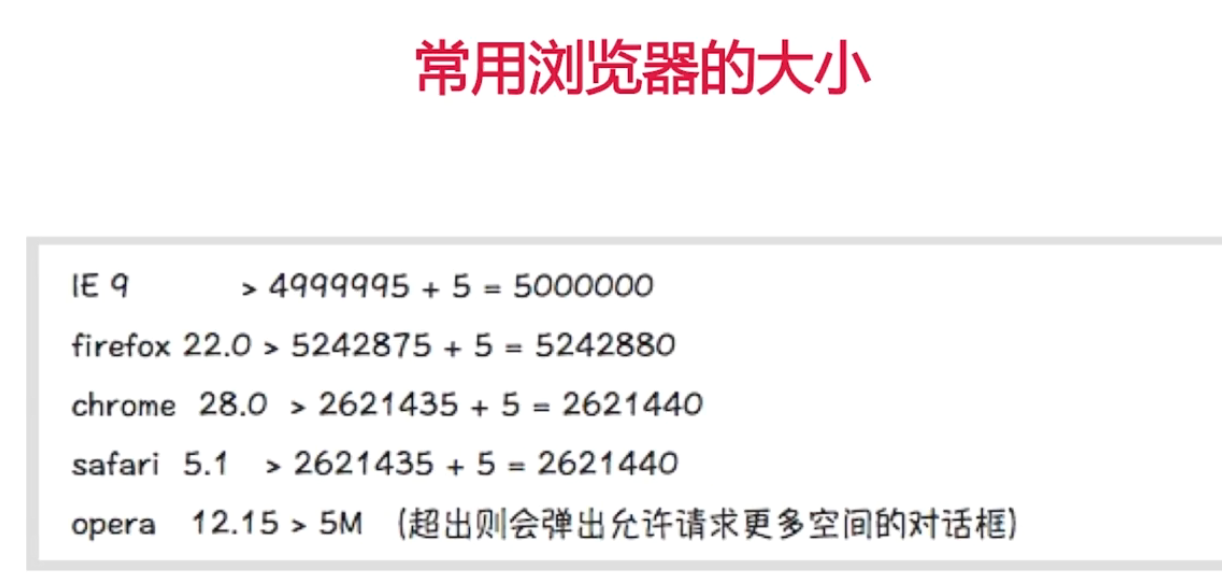 常用浏览器的大小
IE 9 > 4999995 + 5 = 5000000
firefox 22.0 > 5242875 + 5 = 5242880
chrome 28.0 > 2621435 + 5 = 2621440
safari 5.1 > 2621435 + 5 = 2621440
opera 12.15 > 5M (超出则会弹出允许请求更多空间的对话框)